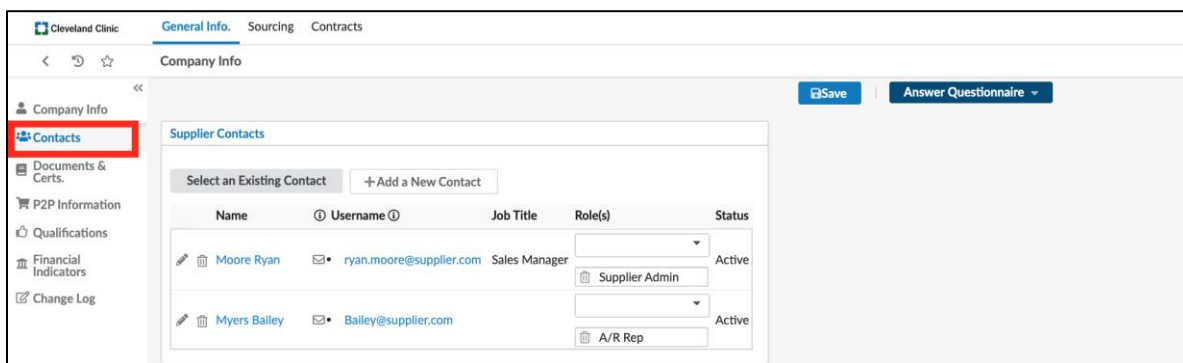 Cleveland Clinic
General Info. Sourcing Contracts
Company Info
Save
Answer Questionnaire
Company Info
Contacts
Documents &
Certs.
P2P Information
Qualifications
Financial
Indicators
Change Log
Supplier Contacts
Select an Existing Contact
+Add a New Contact
Name Username Job Title Role(s) Status
Moore Ryan ryan.moore@supplier.com Sales Manager Active
Supplier Admin
Myers Bailey Bailey@supplier.com Active
A/R Rep